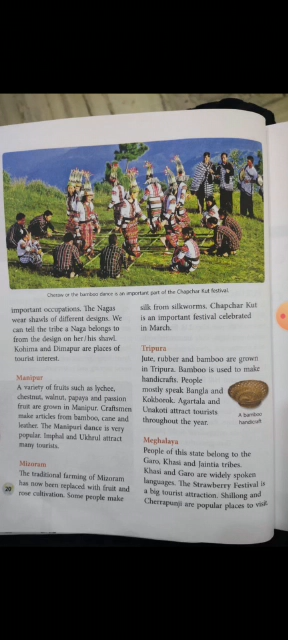 Cheraw or the bamboo dance is an important part of the Chapchar Kut festival.
important occupations. The Nagas
wear shawls of different designs. We
can tell the tribe a Naga belongs to
from the design on her/his shawl.
Kohima and Dimapur are places of
tourist interest.
Manipur
A variety of fruits such as lychee,
chestnut, walnut, papaya and passion
fruit are grown in Manipur. Craftsmen
make articles from bamboo, cane and
leather. The Manipuri dance is very
popular. Imphal and Ukhrul attract
many tourists.
Mizoram
The traditional farming of Mizoram
has now been replaced with fruit and
rose cultivation. Some people make
20
silk from silkworms. Chapchar Kut
is an important festival celebrated
in March.
Tripura
Jute, rubber and bamboo are grown
in Tripura. Bamboo is used to make
handicrafts. People
mostly speak Bangla and
Kokborok. Agartala and
Unakoti attract tourists
throughout the year.
A bamboo
handicraft
Meghalaya
People of this state belong to the
Garo, Khasi and Jaintia tribes.
Khasi and Garo are widely spoken
languages. The Strawberry Festival is
a big tourist attraction. Shillong and
Cherrapunji are popular places to visit.